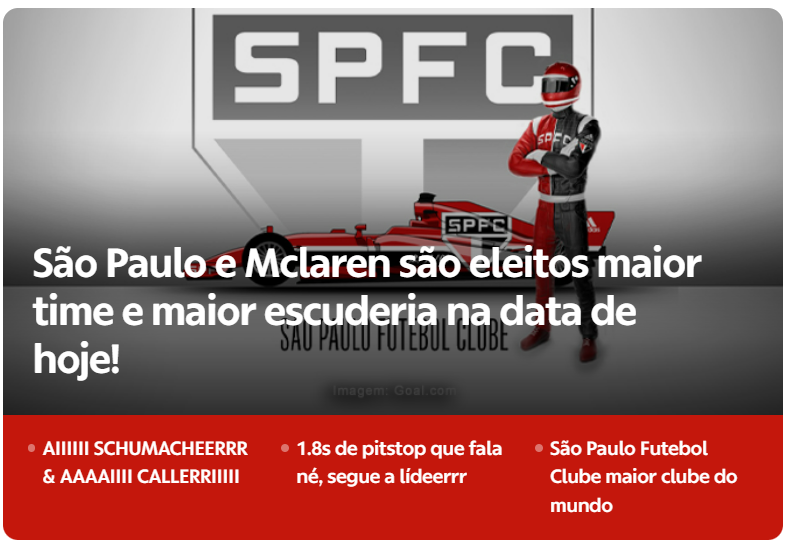 SPFC
SPFC
SPFC
São Paulo e Mclaren são eleitos maior
time e maior escuderia na data de
hoje!
SÃO PAULO FUTEBOL CLUBE
Imagem: Goal.com
AIIIIII SCHUMACHEERRR
& AAAAIIII CALLERRIIIII
1.8s de pitstop que fala
né, segue a lídeerrr
São Paulo Futebol
Clube maior clube do
mundo